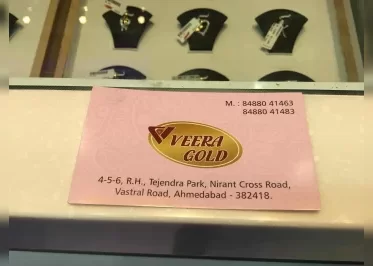 M. : 84880 41463
84880 41483
VEERA
GOLD
4-5-6, R.H., Tejendra Park, Nirant Cross Road,
Vastral Road, Ahmedabad - 382418.